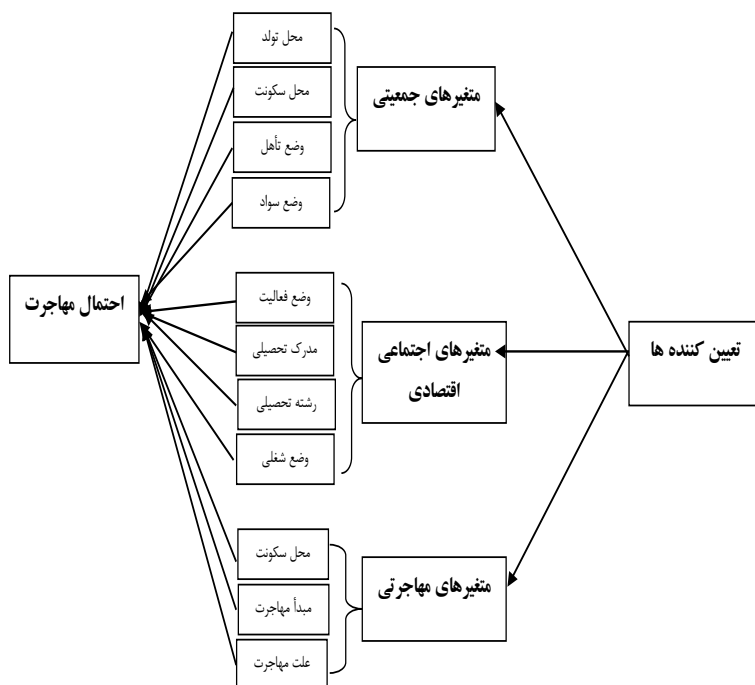 تعیین کننده ها
متغیرهای جمعیتی
محل تولد
محل سکونت
وضع تأهل
وضع سواد
متغیرهای اجتماعی
اقتصادی
وضع فعالیت
مدرک تحصیلی
رشته تحصیلی
وضع شغلی
متغیرهای مهاجرتی
محل سکونت
مبدأ مهاجرت
علت مهاجرت
احتمال مهاجرت